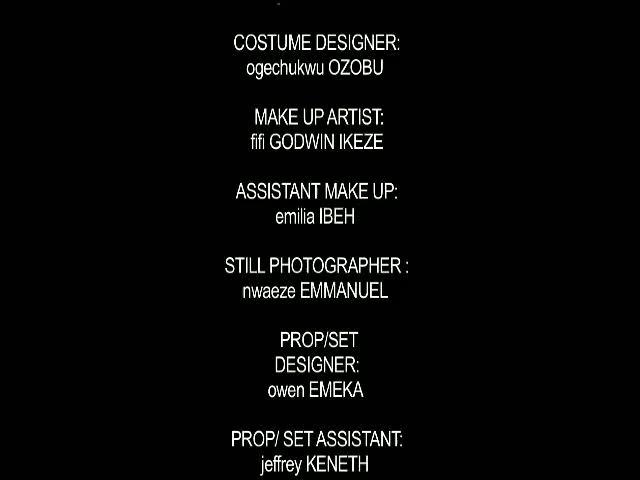 COSTUME DESIGNER:
ogechukwu OZOBU
MAKE UP ARTIST:
fifi GODWIN IKEZE
ASSISTANT MAKE UP:
emilia IBEH
STILL PHOTOGRAPHER :
nwaeze EMMANUEL
PROP/SET
DESIGNER:
owen EMEKA
PROP/ SET ASSISTANT:
jeffrey KENETH